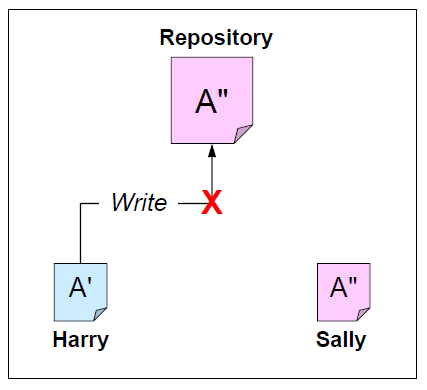 Repository
A"
Write
X
A'
A"
Harry
Sally